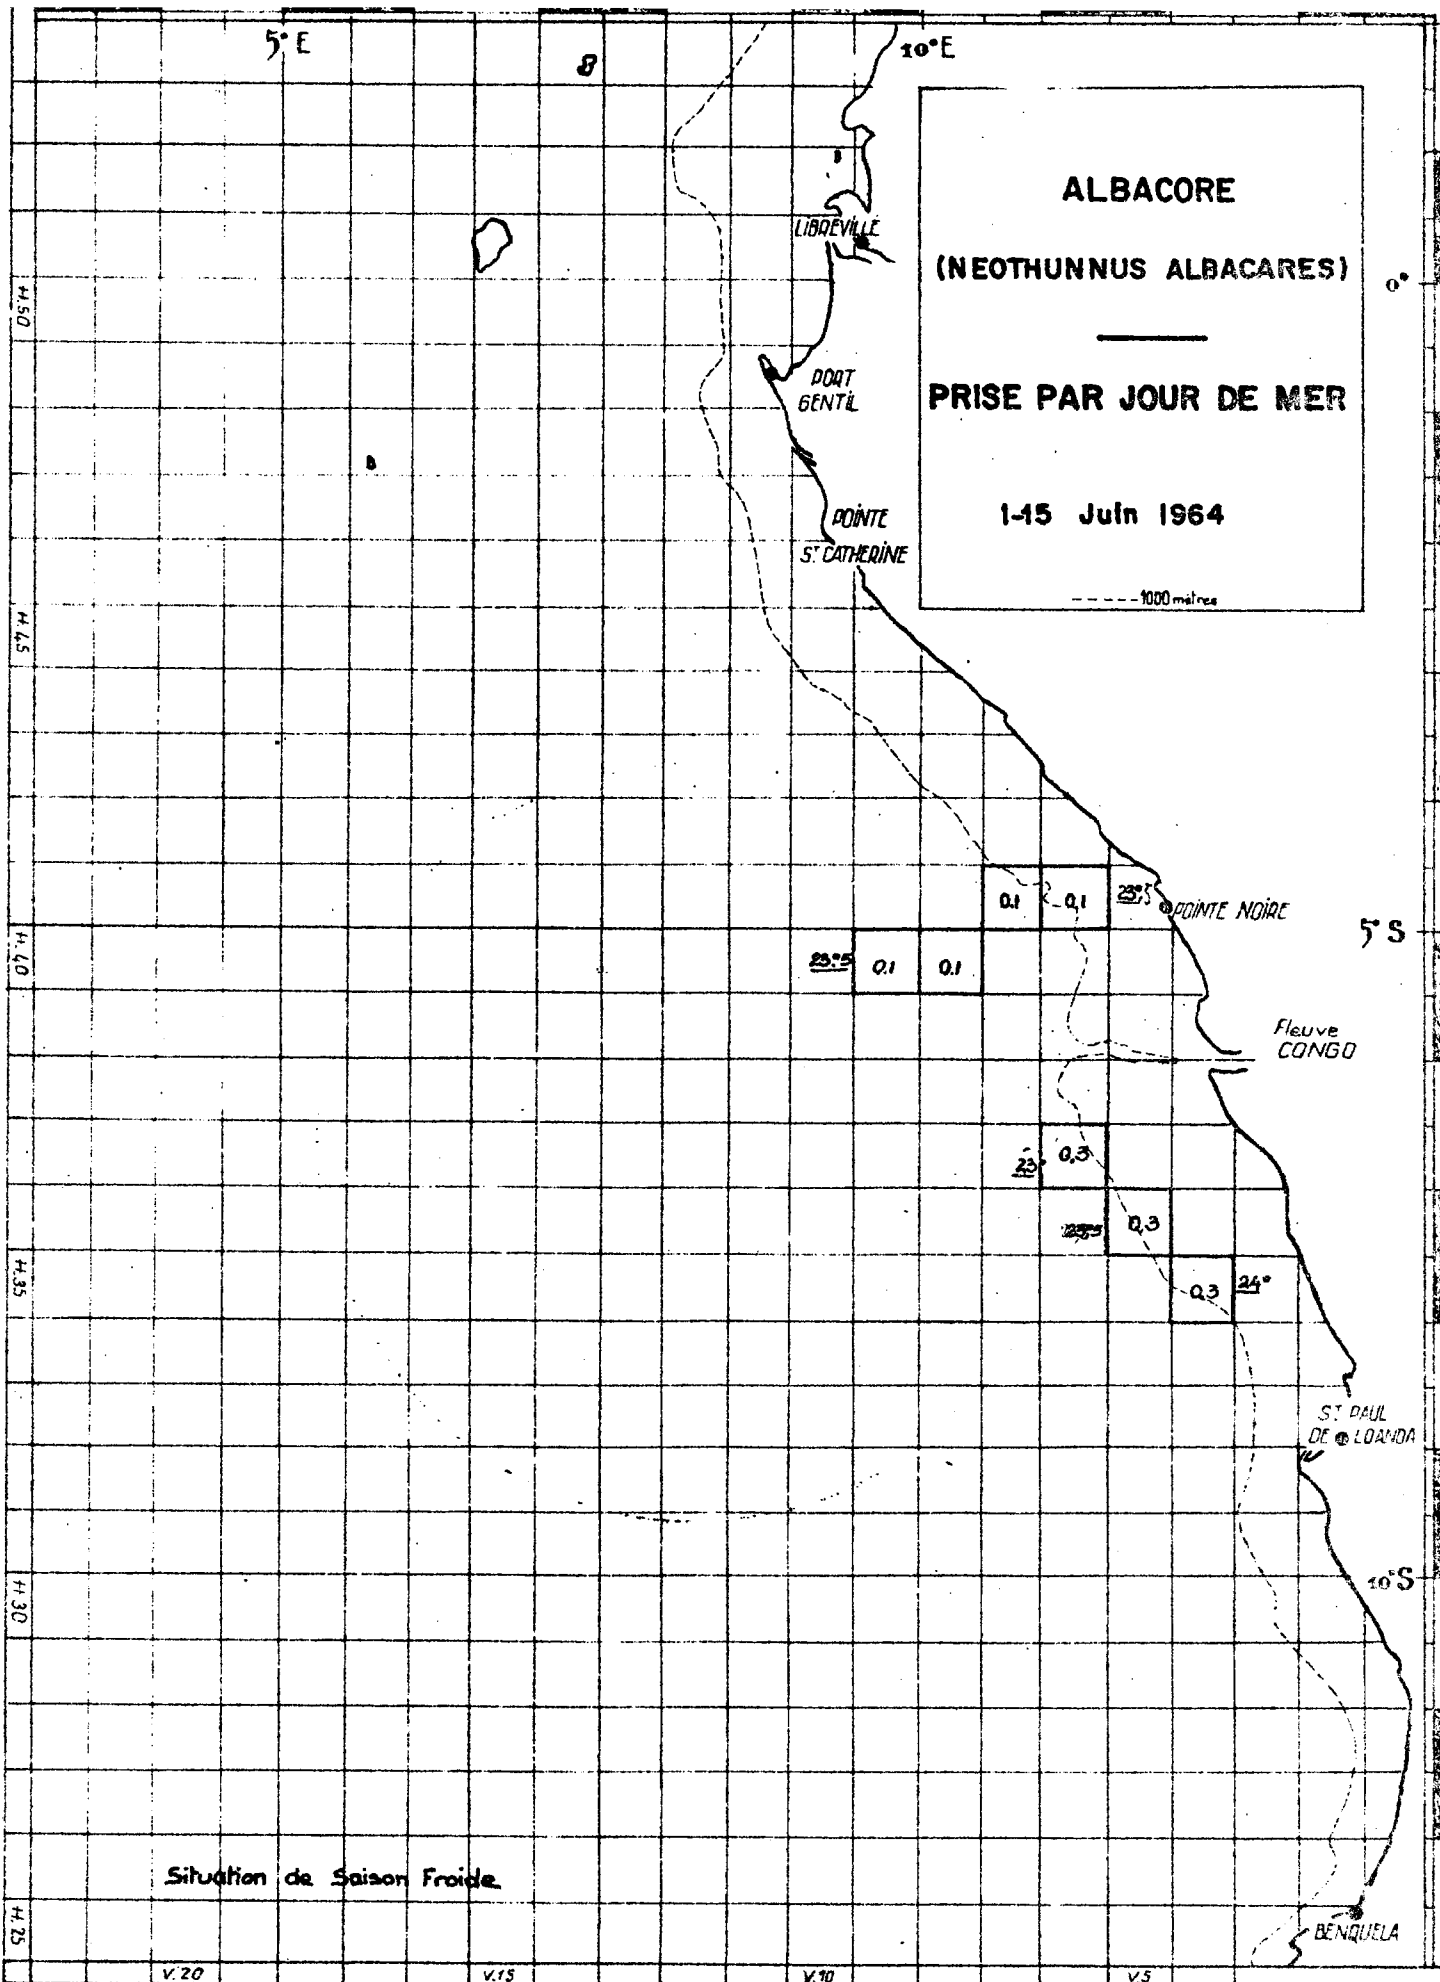 5° E
10°E
ALBACORE
(NEOTHUNNUS ALBACARES)
PRISE PAR JOUR DE MER
1-15 Juin 1964
1000 mètres
LIBREVILLE
0°
H.50
PORT
GENTIL
POINTE
ST CATHERINE
H.45
0.1
0,1
23°,5
POINTE NOIRE
5° S
H.40
23°5
0.1
0.1
Fleuve
CONGO
0,3
23°
0,3
H.35
0,3
24°
ST PAUL
DE LOANDA
10°S
H.30
Situation de Saison Froide
H.25
BENQUELA
V.20
V.15
V.10
V.5